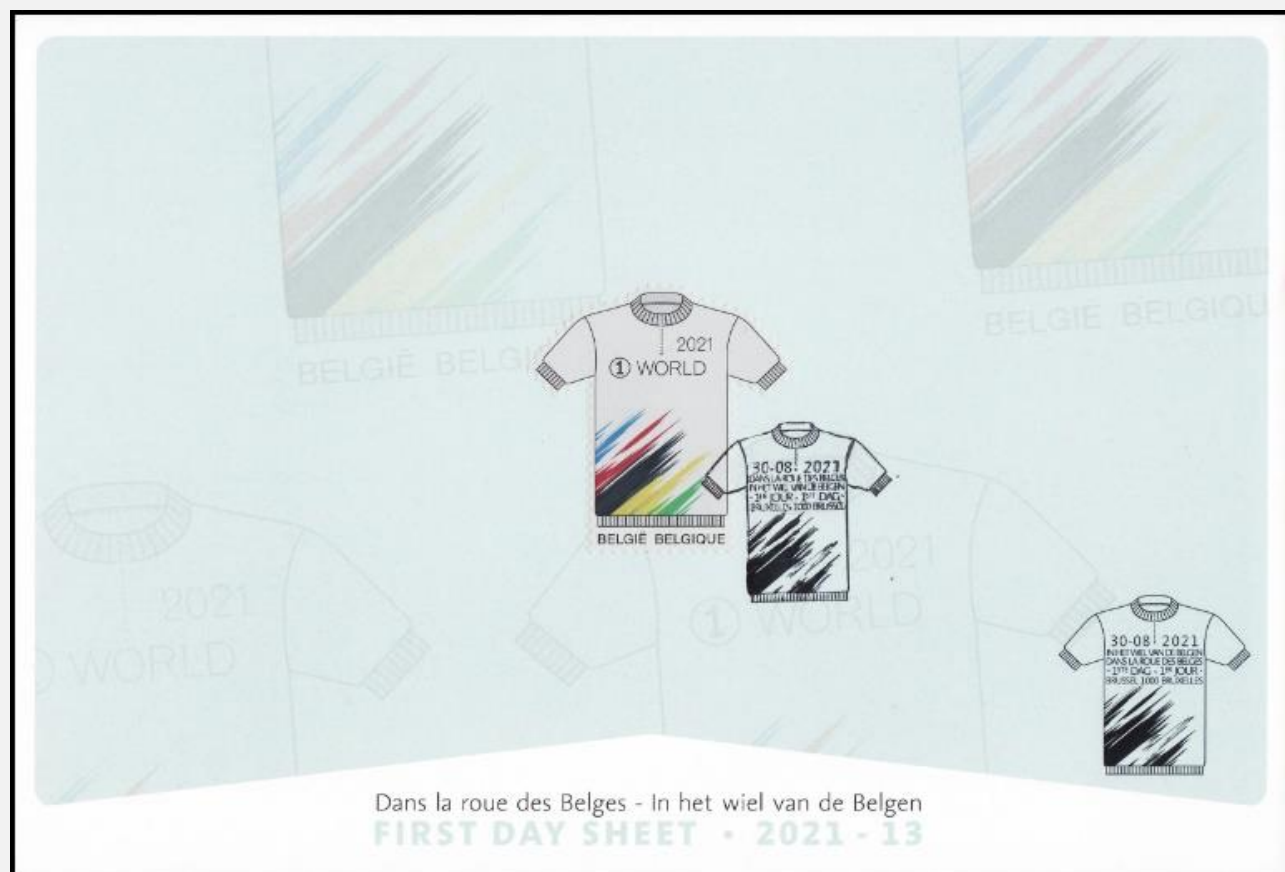 BELGIË BELGI
BELGIE BELGIQU
2021
① WORLD
BELGIË BELGIQUE
30-08-2021
DANS LA ROUE DES BELGES
IN HET WIEL VAN DE BELGEN
- 1ER JOUR - 1STE DAG -
BRUXELLES 1000 BRUSSEL
2021
WORLD
2021
① WORLD
30-08-2021
IN HET WIEL VAN DE BELGEN
DANS LA ROUE DES BELGES
- 1STE DAG - 1ER JOUR -
BRUSSEL 1000 BRUXELLES
Dans la roue des Belges - In het wiel van de Belgen
FIRST DAY SHEET • 2021 - 13